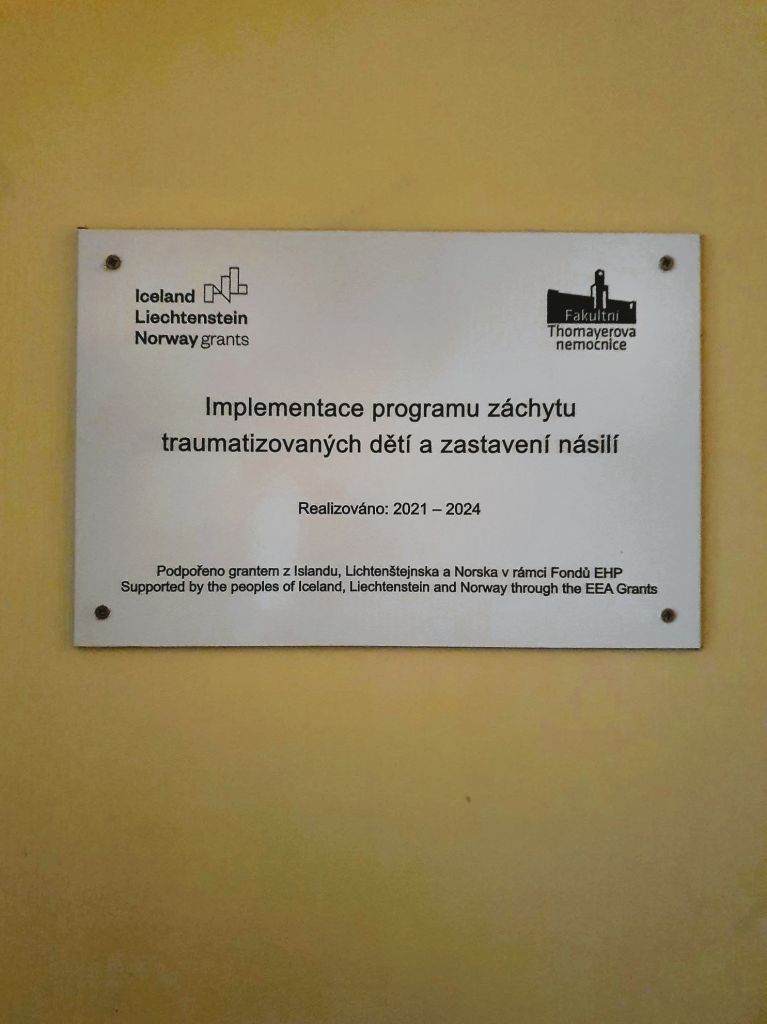 Iceland
Liechtenstein
Norway grants
Fakultní
Thomayerova
nemocnice
Implementace programu záchytu
traumatizovaných dětí a zastavení násilí
Realizováno: 2021 – 2024
Podpořeno grantem z Islandu, Lichtenštejnska a Norska v rámci Fondů EHP
Supported by the peoples of Iceland, Liechtenstein and Norway through the EEA Grants